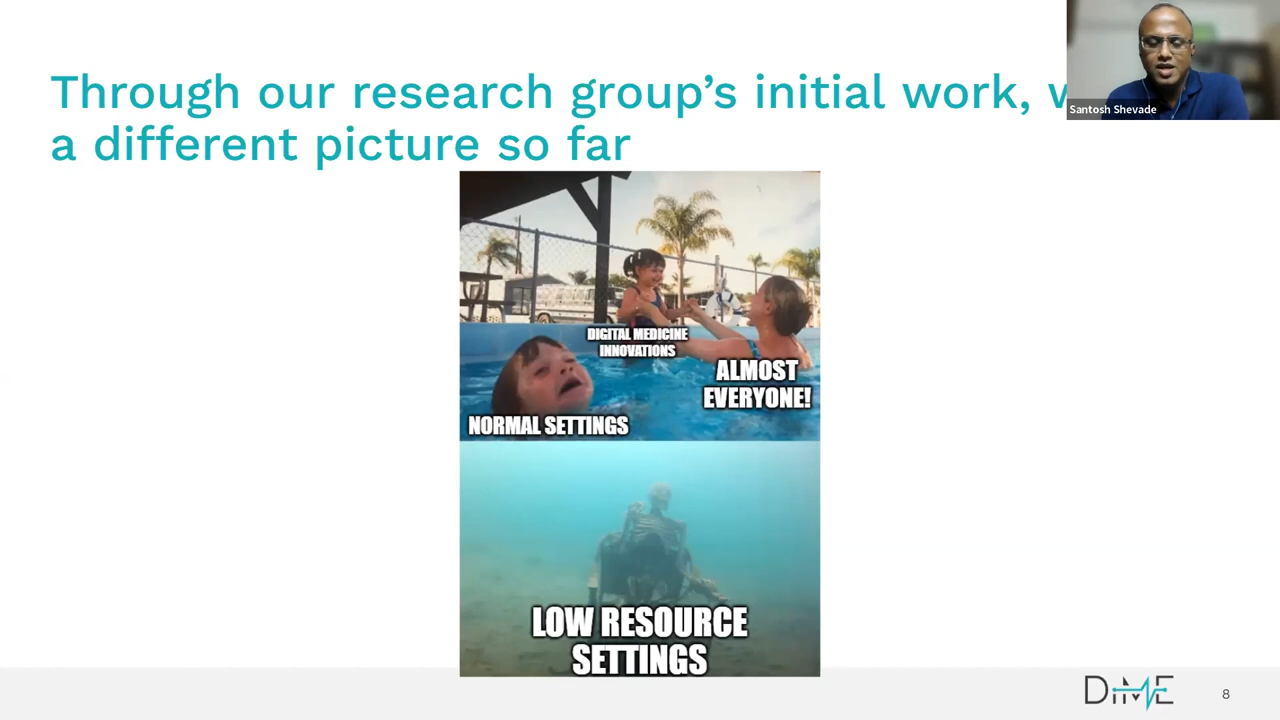 Through our research group's initial work, w
a different picture so far
Santosh Shevade
DIGITAL MEDICINE
INNOVATIONS
ALMOST
EVERYONE!
NORMAL SETTINGS
LOW RESOURCE
SETTINGS
DiME
8